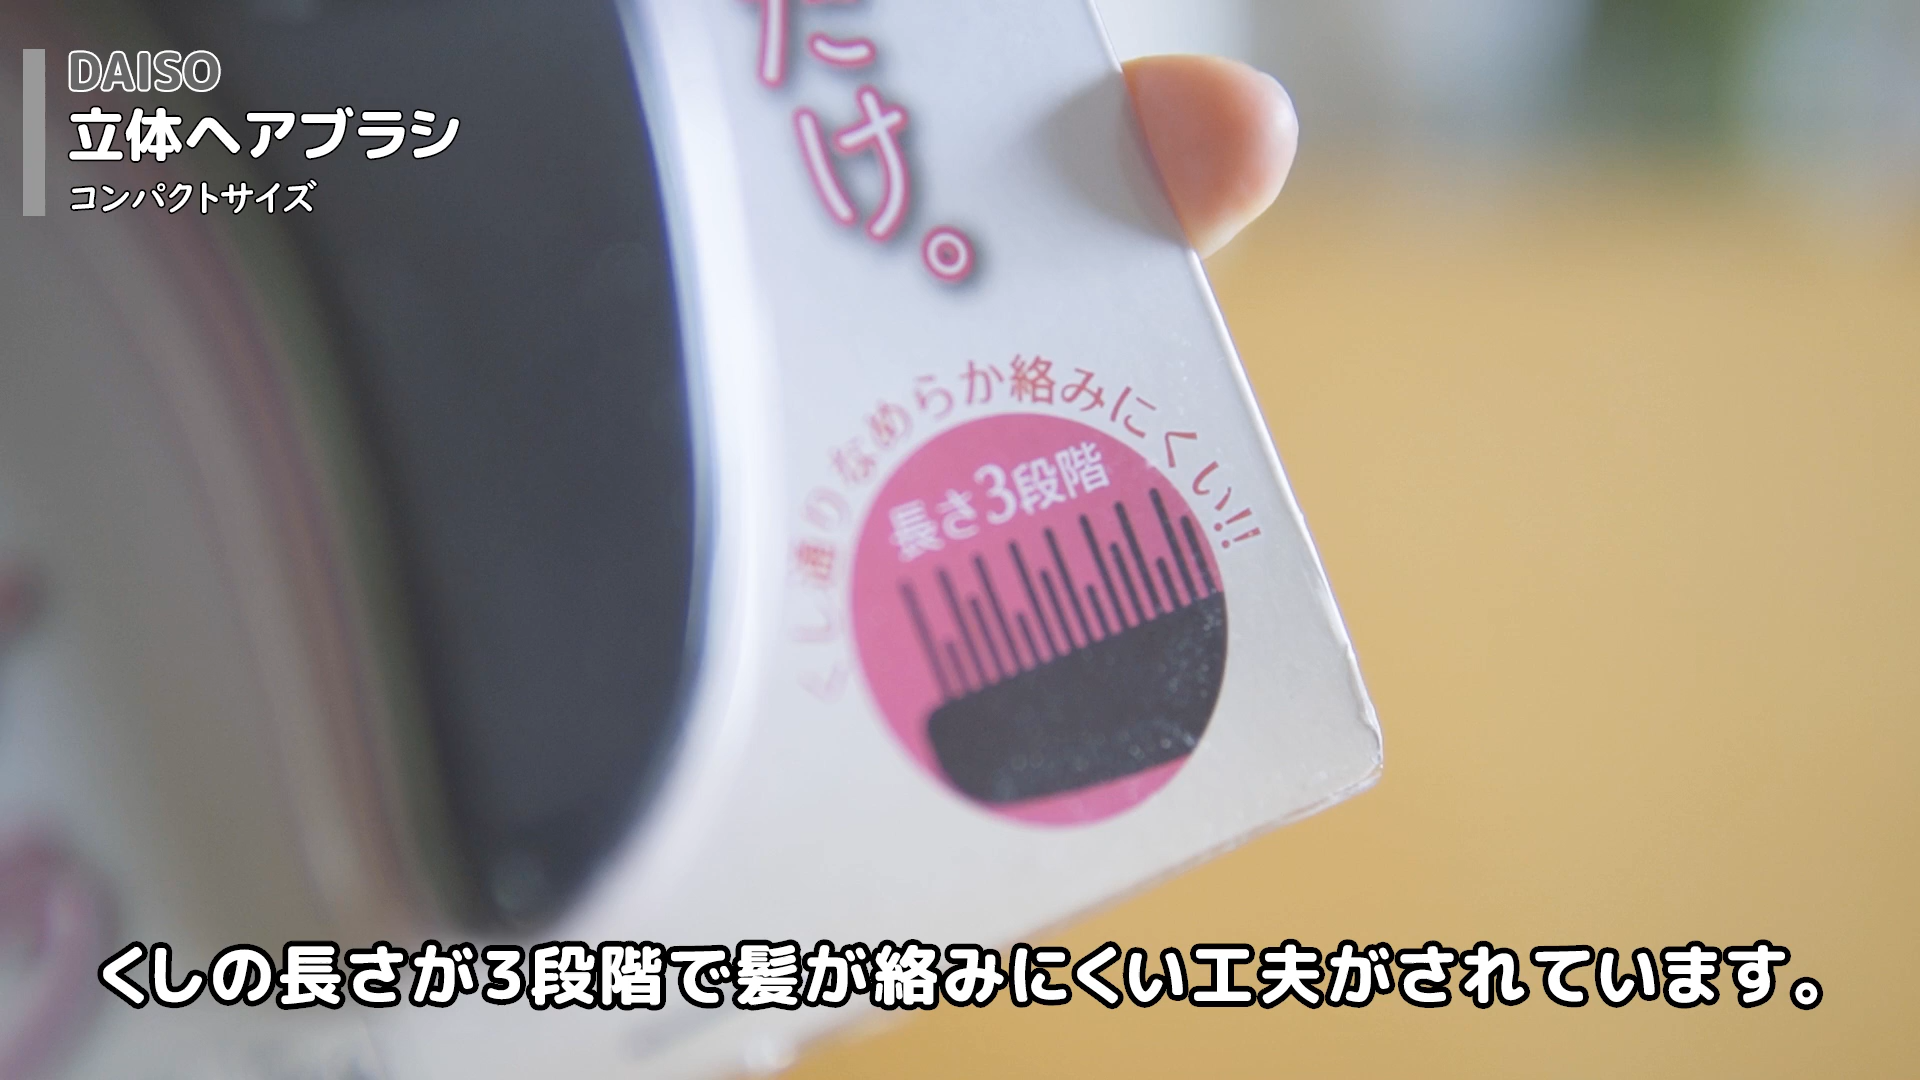 DAISO
立体ヘアブラシ
コンパクトサイズ
だけ。
くし通りなめらか絡みにくい!!
長さ3段階
くしの長さが3段階で髪が絡みにくい工夫がされています。